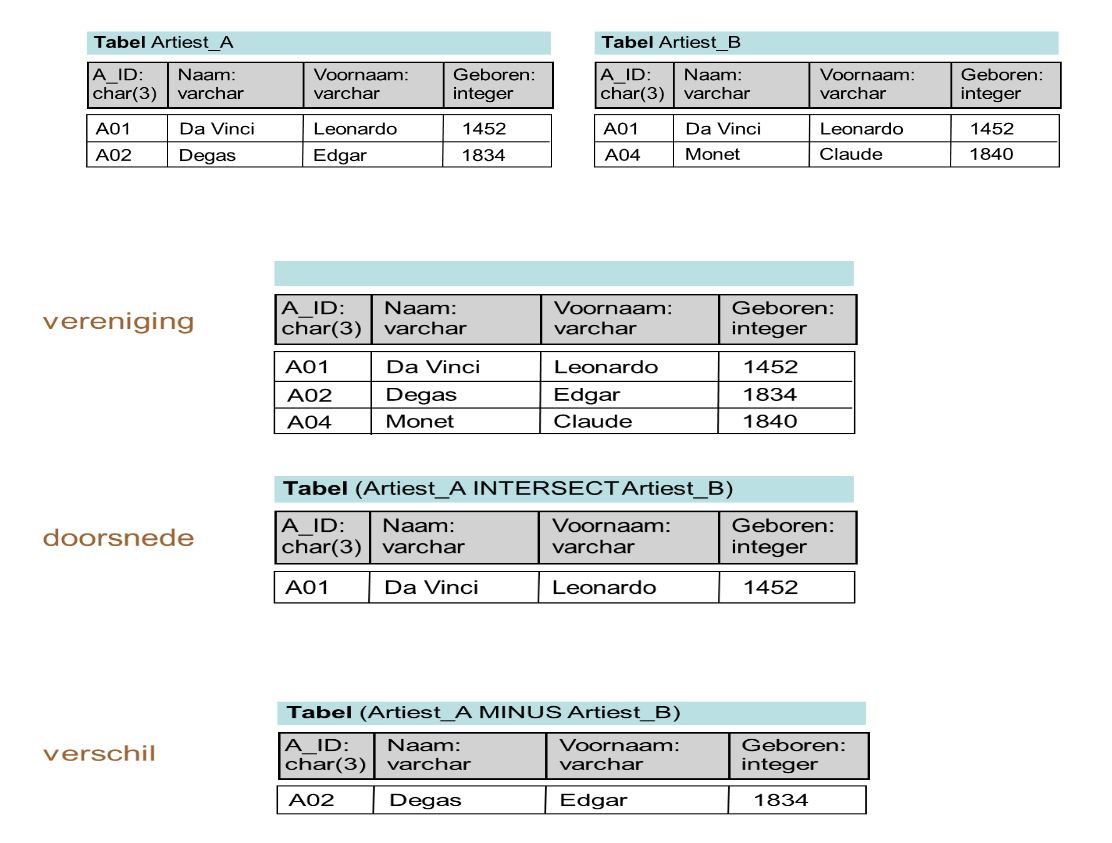 Tabel Artiest_A
A_ID: Naam: Voornaam: Geboren:
char(3) varchar varchar integer
A01 Da Vinci Leonardo 1452
A02 Degas Edgar 1834
Tabel Artiest_B
A_ID: Naam: Voornaam: Geboren:
char(3) varchar varchar integer
A01 Da Vinci Leonardo 1452
A04 Monet Claude 1840
vereniging
A_ID: Naam: Voornaam: Geboren:
char(3) varchar varchar integer
A01 Da Vinci Leonardo 1452
A02 Degas Edgar 1834
A04 Monet Claude 1840
doorsnede
Tabel (Artiest_A INTERSECT Artiest_B)
A_ID: Naam: Voornaam: Geboren:
char(3) varchar varchar integer
A01 Da Vinci Leonardo 1452
verschil
Tabel (Artiest_A MINUS Artiest_B)
A_ID: Naam: Voornaam: Geboren:
char(3) varchar varchar integer
A02 Degas Edgar 1834